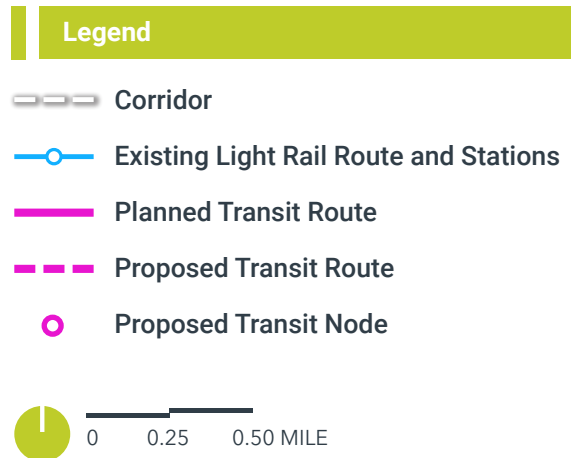 Legend
Corridor
Existing Light Rail Route and Stations
Planned Transit Route
Proposed Transit Route
Proposed Transit Node
0 0.25 0.50 MILE